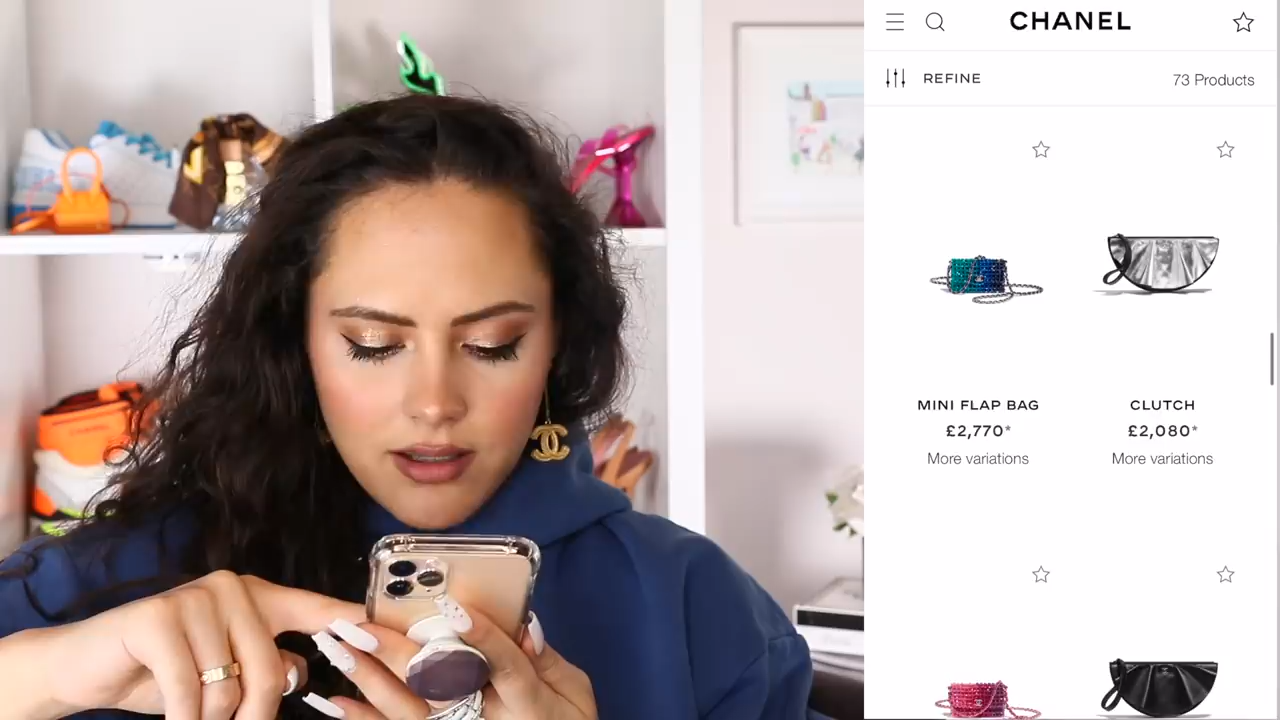 CHANEL
REFINE
73 Products
MINI FLAP BAG
£2,770*
More variations
CLUTCH
£2,080*
More variations